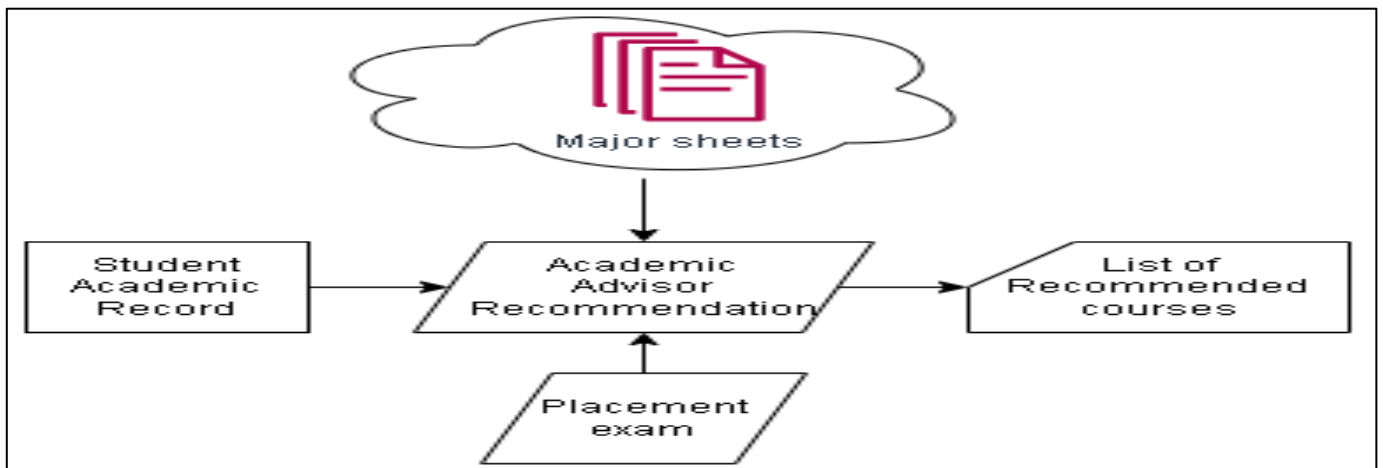 Major sheets
Student
Academic
Record
Academic
Advisor
Recommendation
List of
Recommended
courses
Placement
exam